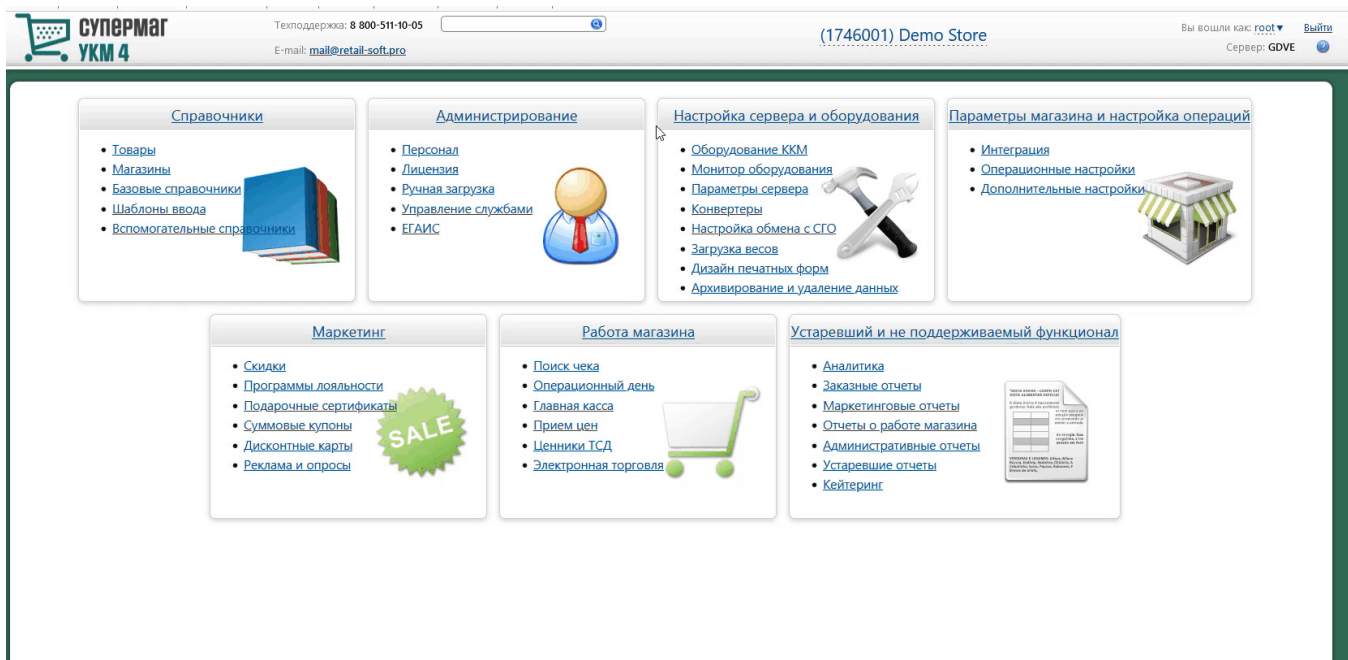 СУПЕРМАГ
УКМ 4
Техподдержка: 8 800-511-10-05
E-mail: mail@retail-soft.pro
(1746001) Demo Store
Вы вошли как: root▼ Выйти
Сервер: GDVE
Справочники
• Товары
• Магазины
• Базовые справочники
• Шаблоны ввода
• Вспомогательные справочники
Администрирование
• Персонал
• Лицензия
• Ручная загрузка
• Управление службами
• ЕГАИС
Настройка сервера и оборудования
• Оборудование ККМ
• Монитор оборудования
• Параметры сервера
• Конвертеры
• Настройка обмена с СГО
• Загрузка весов
• Дизайн печатных форм
• Архивирование и удаление данных
Параметры магазина и настройка операций
• Интеграция
• Операционные настройки
• Дополнительные настройки
Маркетинг
• Скидки
• Программы лояльности
• Подарочные сертификаты
• Суммовые купоны
• Дисконтные карты
• Реклама и опросы
SALE
Работа магазина
• Поиск чека
• Операционный день
• Главная касса
• Прием цен
• Ценники ТСД
• Электронная торговля
Устаревший и не поддерживаемый функционал
• Аналитика
• Заказные отчеты
• Маркетинговые отчеты
• Отчеты о работе магазина
• Административные отчеты
• Устаревшие отчеты
• Кейтеринг